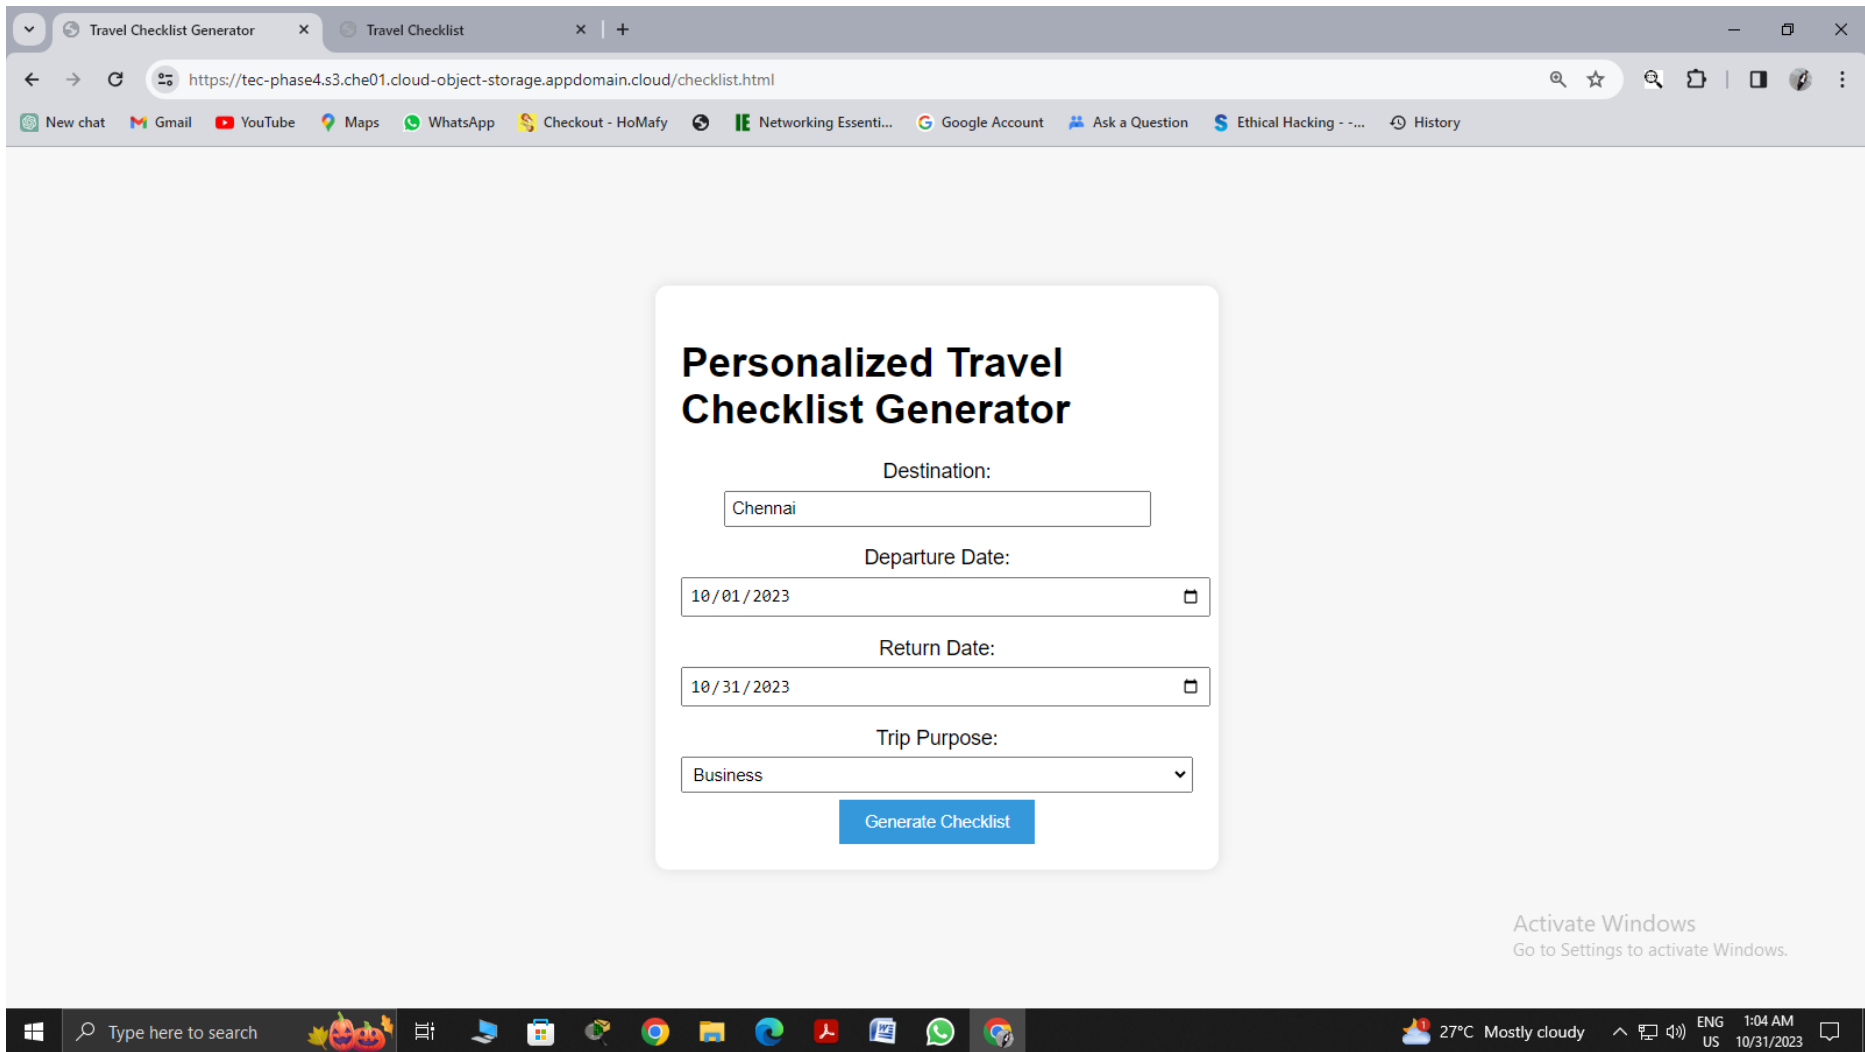 Travel Checklist Generator
Travel Checklist
https://tec-phase4.s3.che01.cloud-object-storage.appdomain.cloud/checklist.html
New chat Gmail YouTube Maps WhatsApp Checkout - HoMafy Networking Essenti... Google Account Ask a Question Ethical Hacking - -... History
Personalized Travel
Checklist Generator
Destination:
Chennai
Departure Date:
10/01/2023
Return Date:
10/31/2023
Trip Purpose:
Business
Generate Checklist
Activate Windows
Go to Settings to activate Windows.
Type here to search
1
27°C Mostly cloudy
ENG
US
1:04 AM
10/31/2023